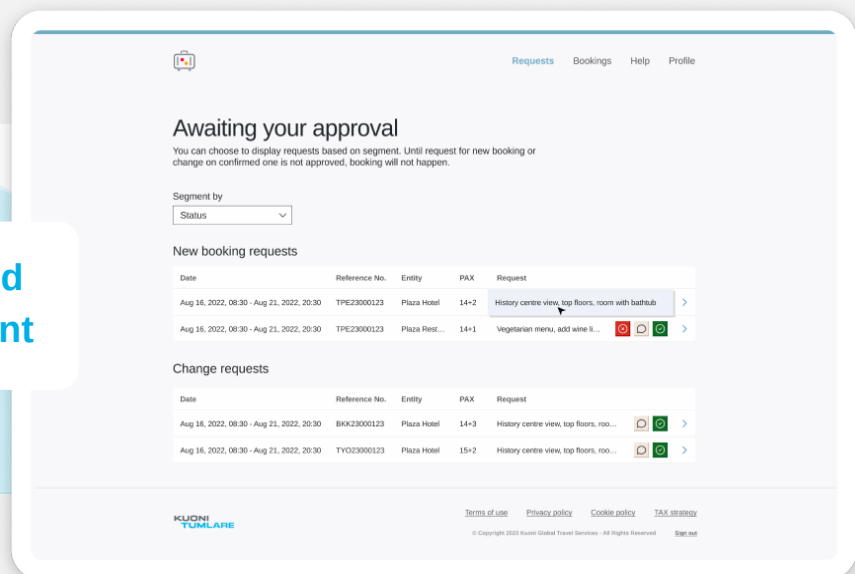 Requests Bookings Help Profile
Awaiting your approval
You can choose to display requests based on segment. Until request for new booking or
change on confirmed one is not approved, booking will not happen.
Segment by
Status
d
nt
New booking requests
Date Reference No. Entity PAX Request
Aug 16, 2022, 08:30 - Aug 21, 2022, 20:30 TPE23000123 Plaza Hotel 14+2 History centre view, top floors, room with bathtub
Aug 16, 2022, 08:30 - Aug 21, 2022, 20:30 TPE23000123 Plaza Rest... 14+1 Vegetarian menu, add wine li...
Change requests
Date Reference No. Entity PAX Request
Aug 16, 2022, 08:30 - Aug 21, 2022, 20:30 BKK23000123 Plaza Hotel 14+3 History centre view, top floors, roo...
Aug 16, 2022, 08:30 - Aug 21, 2022, 20:30 TYO23000123 Plaza Hotel 15+2 History centre view, top floors, roo...
KUONI
TUMLARE
Terms of use Privacy policy Cookie policy TAX strategy
© Copyright 2023 Kuoni Global Travel Services - All Rights Reserved Sign out